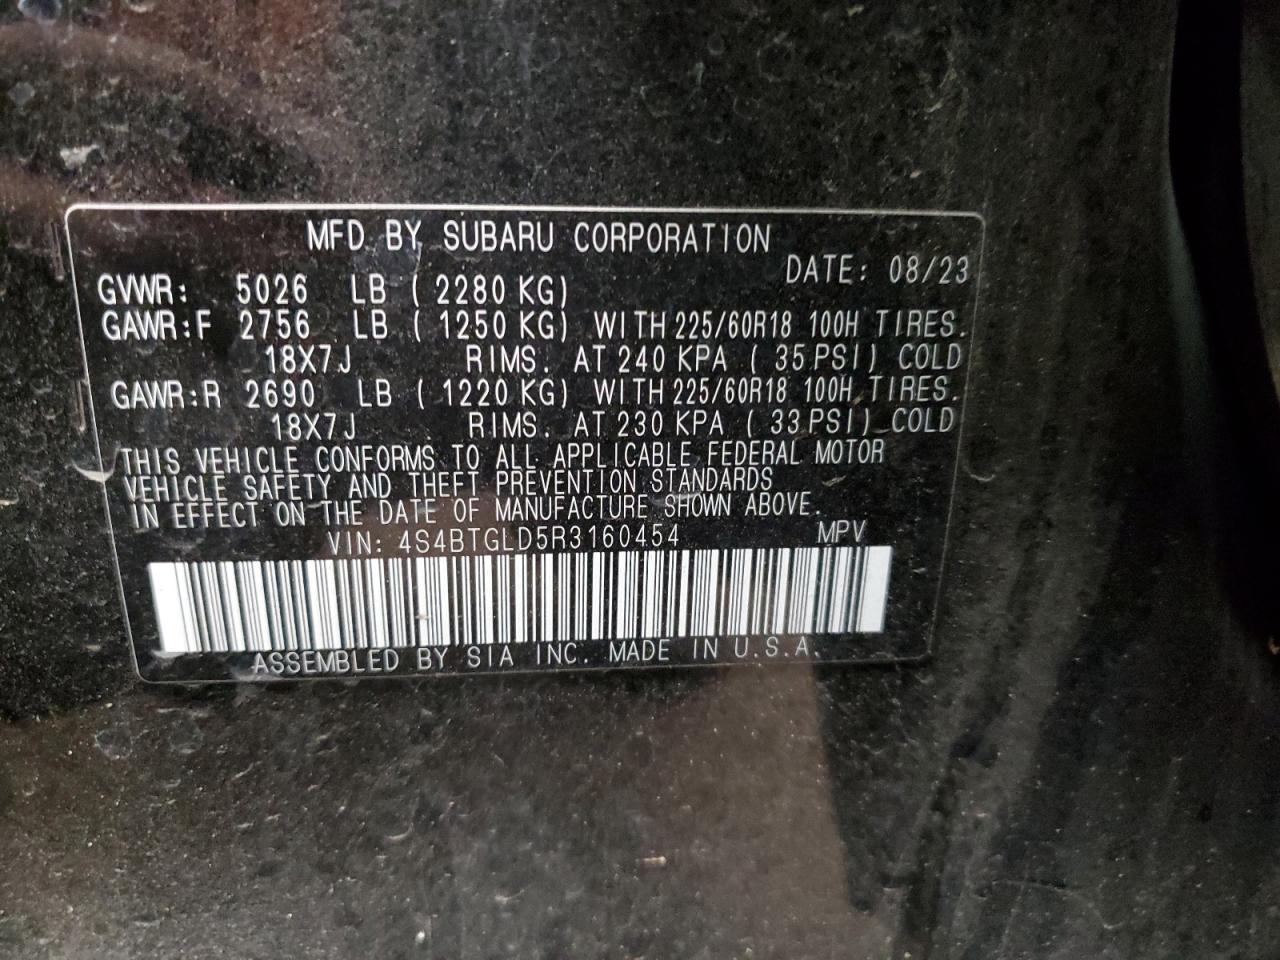 MFD BY SUBARU CORPORATION
DATE: 08/23
GVWR: 5026 LB ( 2280 KG)
GAWR:F 2756 LB ( 1250 KG) WITH 225/60R18 100H TIRES.
18X7J RIMS. AT 240 KPA ( 35 PSI) COLD
GAWR:R 2690 LB ( 1220 KG) WITH 225/60R18 100H TIRES.
18X7J RIMS. AT 230 KPA ( 33 PSI) COLD
THIS VEHICLE CONFORMS TO ALL APPLICABLE FEDERAL MOTOR
VEHICLE SAFETY AND THEFT PREVENTION STANDARDS
IN EFFECT ON THE DATE OF MANUFACTURE SHOWN ABOVE.
VIN: 4S4BTGLD5R3160454 MPV
ASSEMBLED BY SIA INC. MADE IN U.S.A.